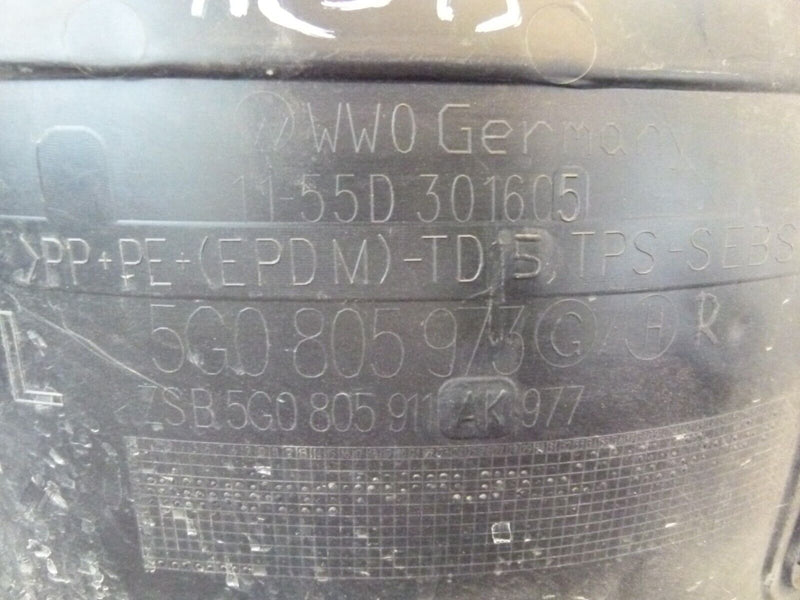 WWO Germany
11-55D 301605
>PP+PE+(EPDM)-TD15,TPS-SEBS
5G0 805 973 G / H R
ZSB 5G0 805 911 AK 977